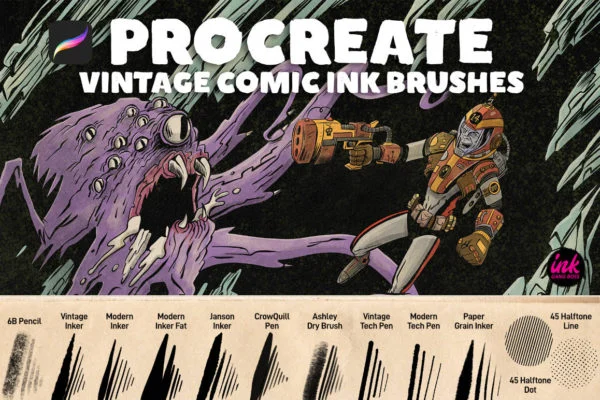 PROCREATE
VINTAGE COMIC INK BRUSHES
ink
6B Pencil
Vintage
Inker
Modern
Inker
Modern
Inker Fat
Janson
Inker
CrowQuill
Pen
Ashley
Dry Brush
Vintage
Tech Pen
Modern
Tech Pen
Paper
Grain Inker
45 Halftone
Dot
45 Halftone
Line